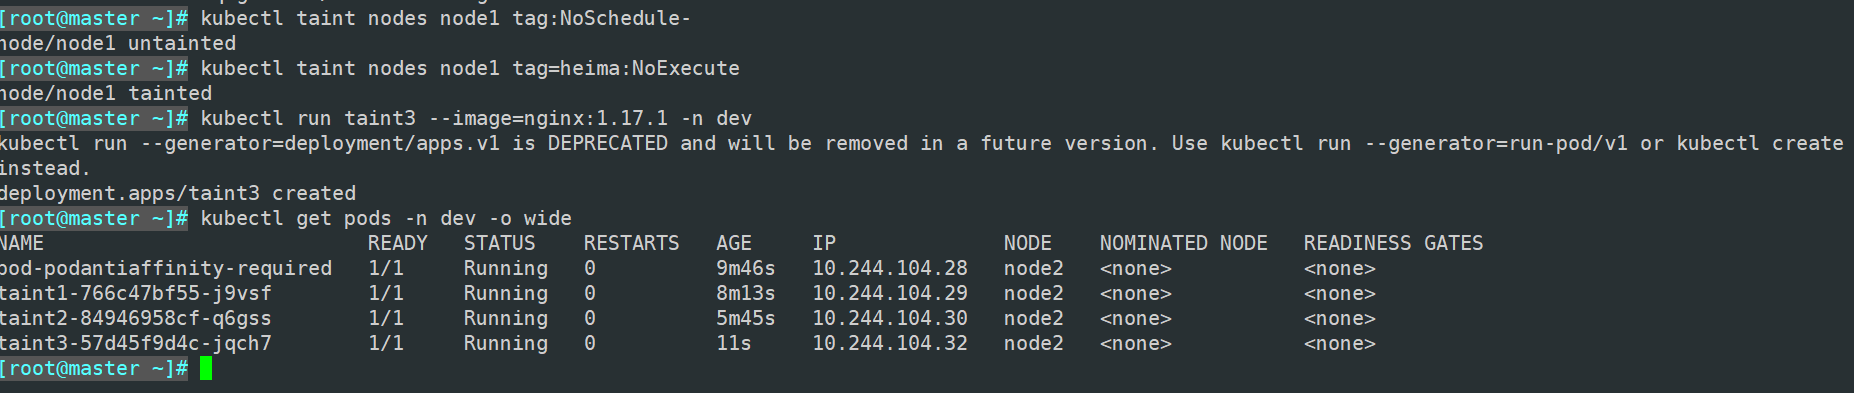 [root@master ~]# kubectl taint nodes node1 tag:NoSchedule-
node/node1 untainted
[root@master ~]# kubectl taint nodes node1 tag=heima:NoExecute
node/node1 tainted
[root@master ~]# kubectl run taint3 --image=nginx:1.17.1 -n dev
kubectl run --generator=deployment/apps.v1 is DEPRECATED and will be removed in a future version. Use kubectl run --generator=run-pod/v1 or kubectl create
instead.
deployment.apps/taint3 created
[root@master ~]# kubectl get pods -n dev -o wide
NAME READY STATUS RESTARTS AGE IP NODE NOMINATED NODE READINESS GATES
pod-podantiaffinity-required 1/1 Running 0 9m46s 10.244.104.28 node2 <none> <none>
taint1-766c47bf55-j9vsf 1/1 Running 0 8m13s 10.244.104.29 node2 <none> <none>
taint2-84946958cf-q6gss 1/1 Running 0 5m45s 10.244.104.30 node2 <none> <none>
taint3-57d45f9d4c-jqch7 1/1 Running 0 11s 10.244.104.32 node2 <none> <none>
[root@master ~]#